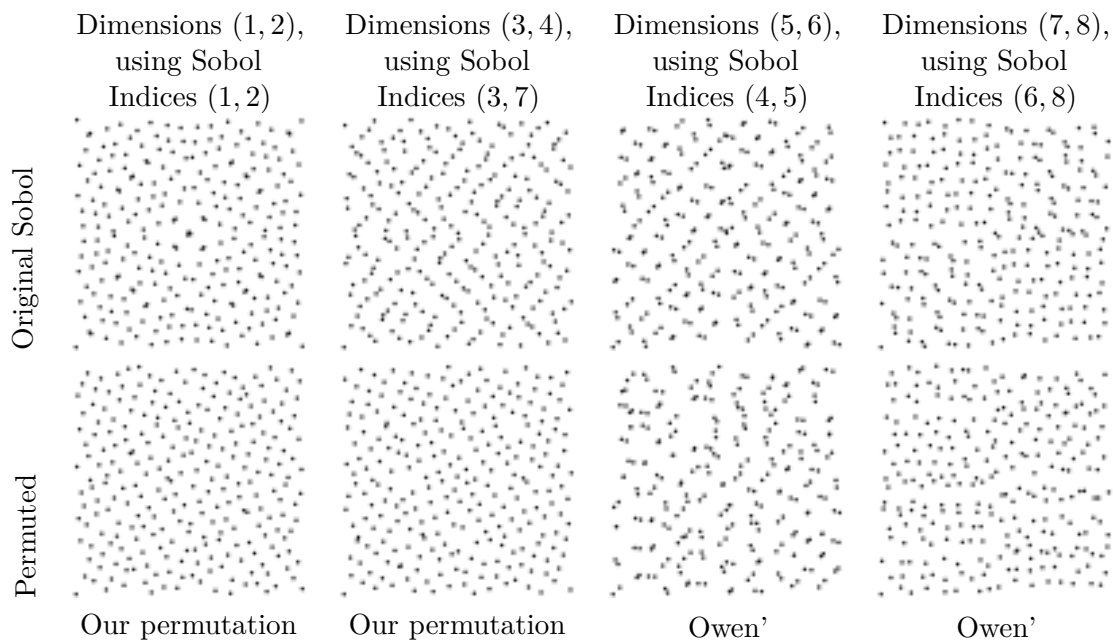 Dimensions (1, 2),
using Sobol
Indices (1, 2)
Dimensions (3, 4),
using Sobol
Indices (3, 7)
Dimensions (5, 6),
using Sobol
Indices (4, 5)
Dimensions (7, 8),
using Sobol
Indices (6, 8)
Original Sobol
Permuted
Our permutation
Our permutation
Owen'
Owen'